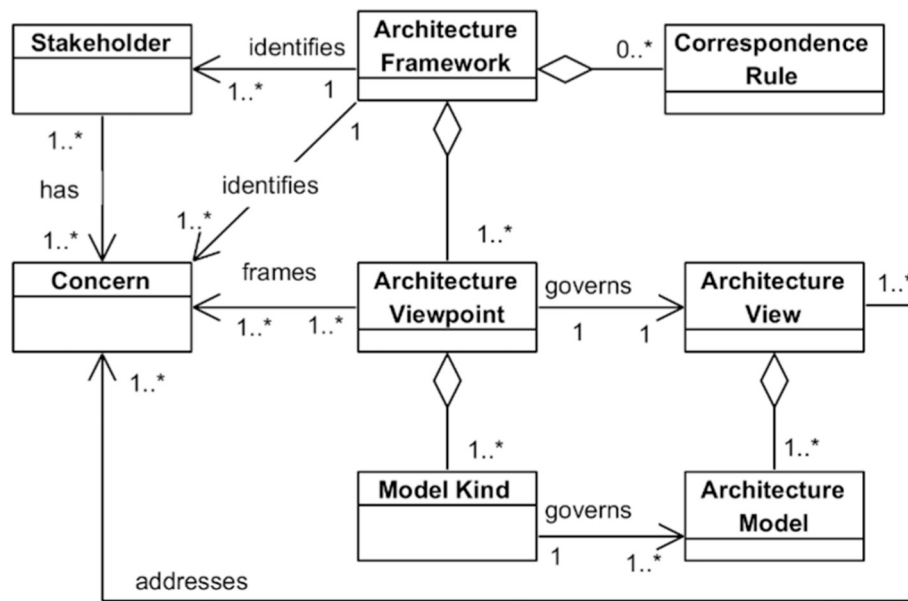 Stakeholder
identifies
1..*
1
Architecture
Framework
0..*
Correspondence
Rule
1
1..*
has
identifies
1..*
1..*
1..*
Concern
frames
1..*
1..*
Architecture
Viewpoint
governs
1
1
Architecture
View
1..*
1..*
1..*
1..*
Model Kind
governs
1
1..*
Architecture
Model
addresses